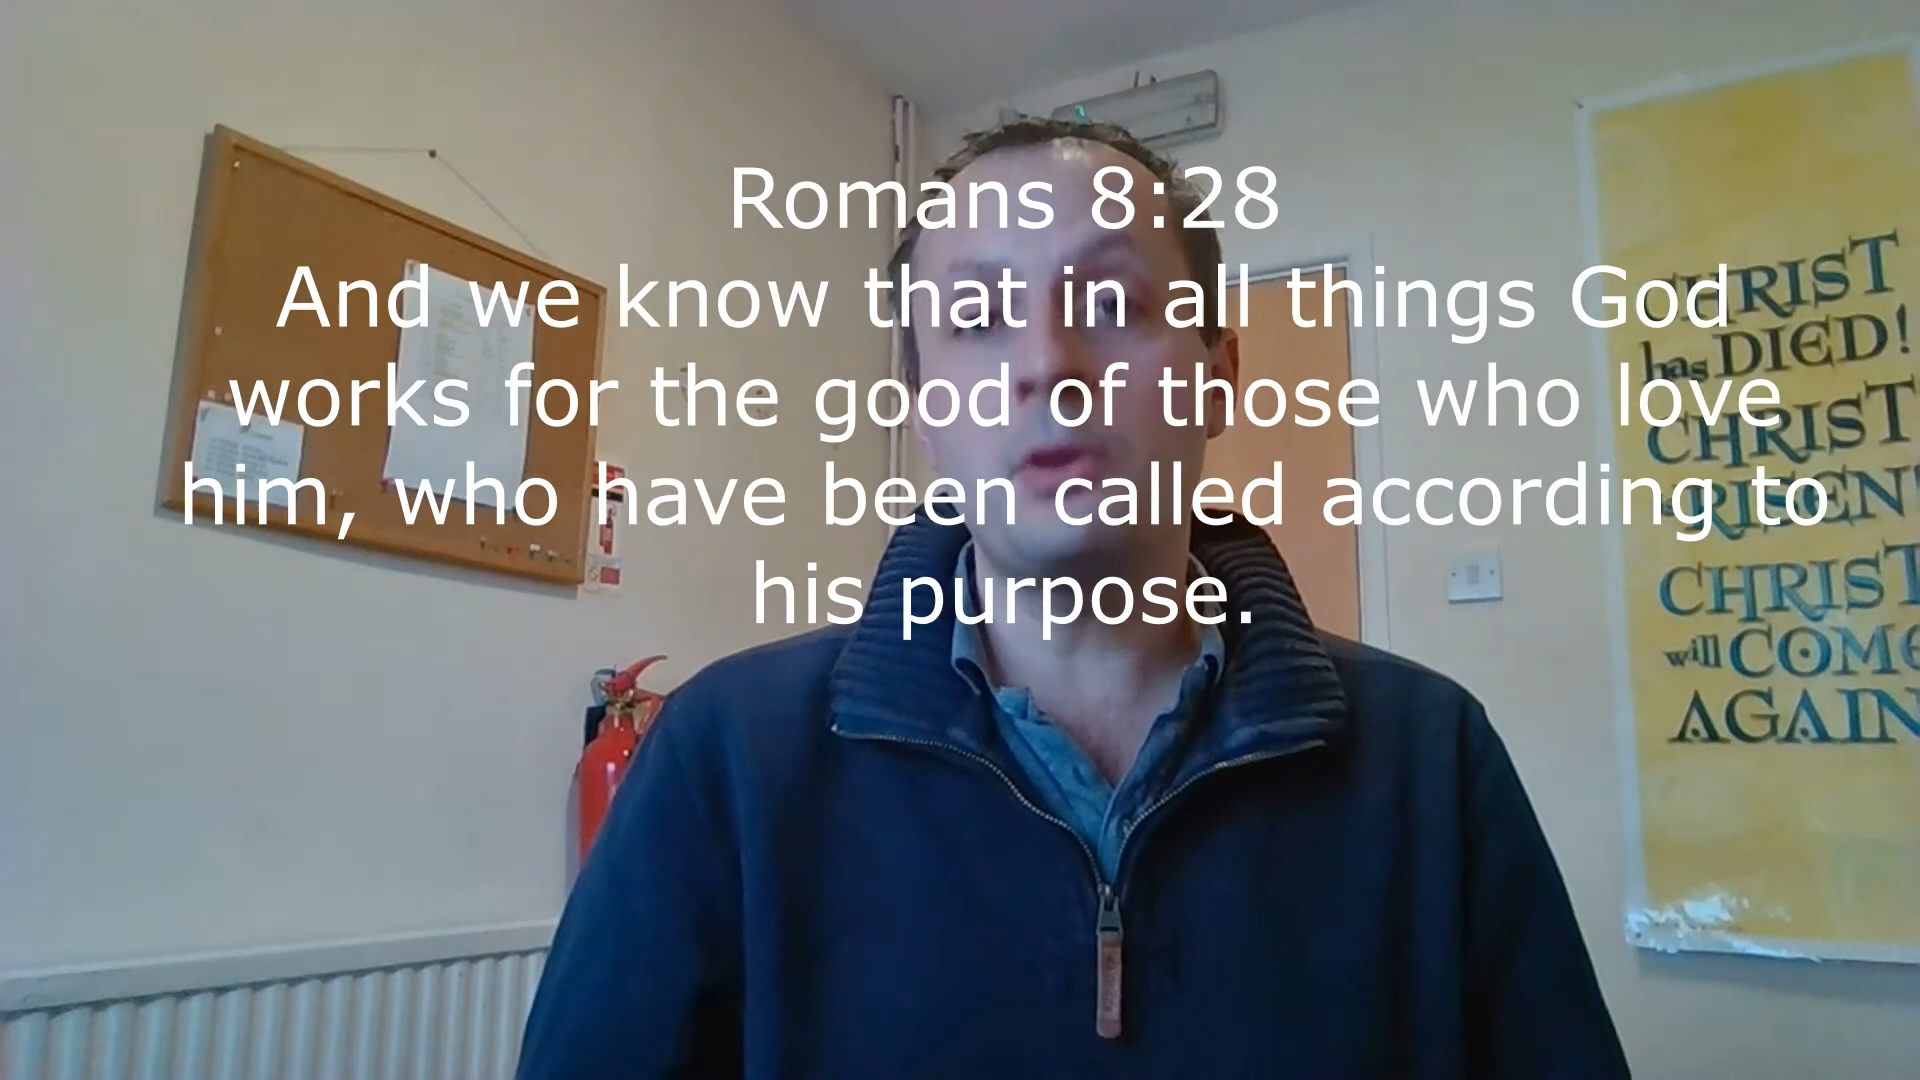 Romans 8:28
And we know that in all things God
works for the good of those who love
him, who have been called according to
his purpose.
CHRIST
has DIED!
CHRIST
RISEN
CHRIST
will COME
AGAIN